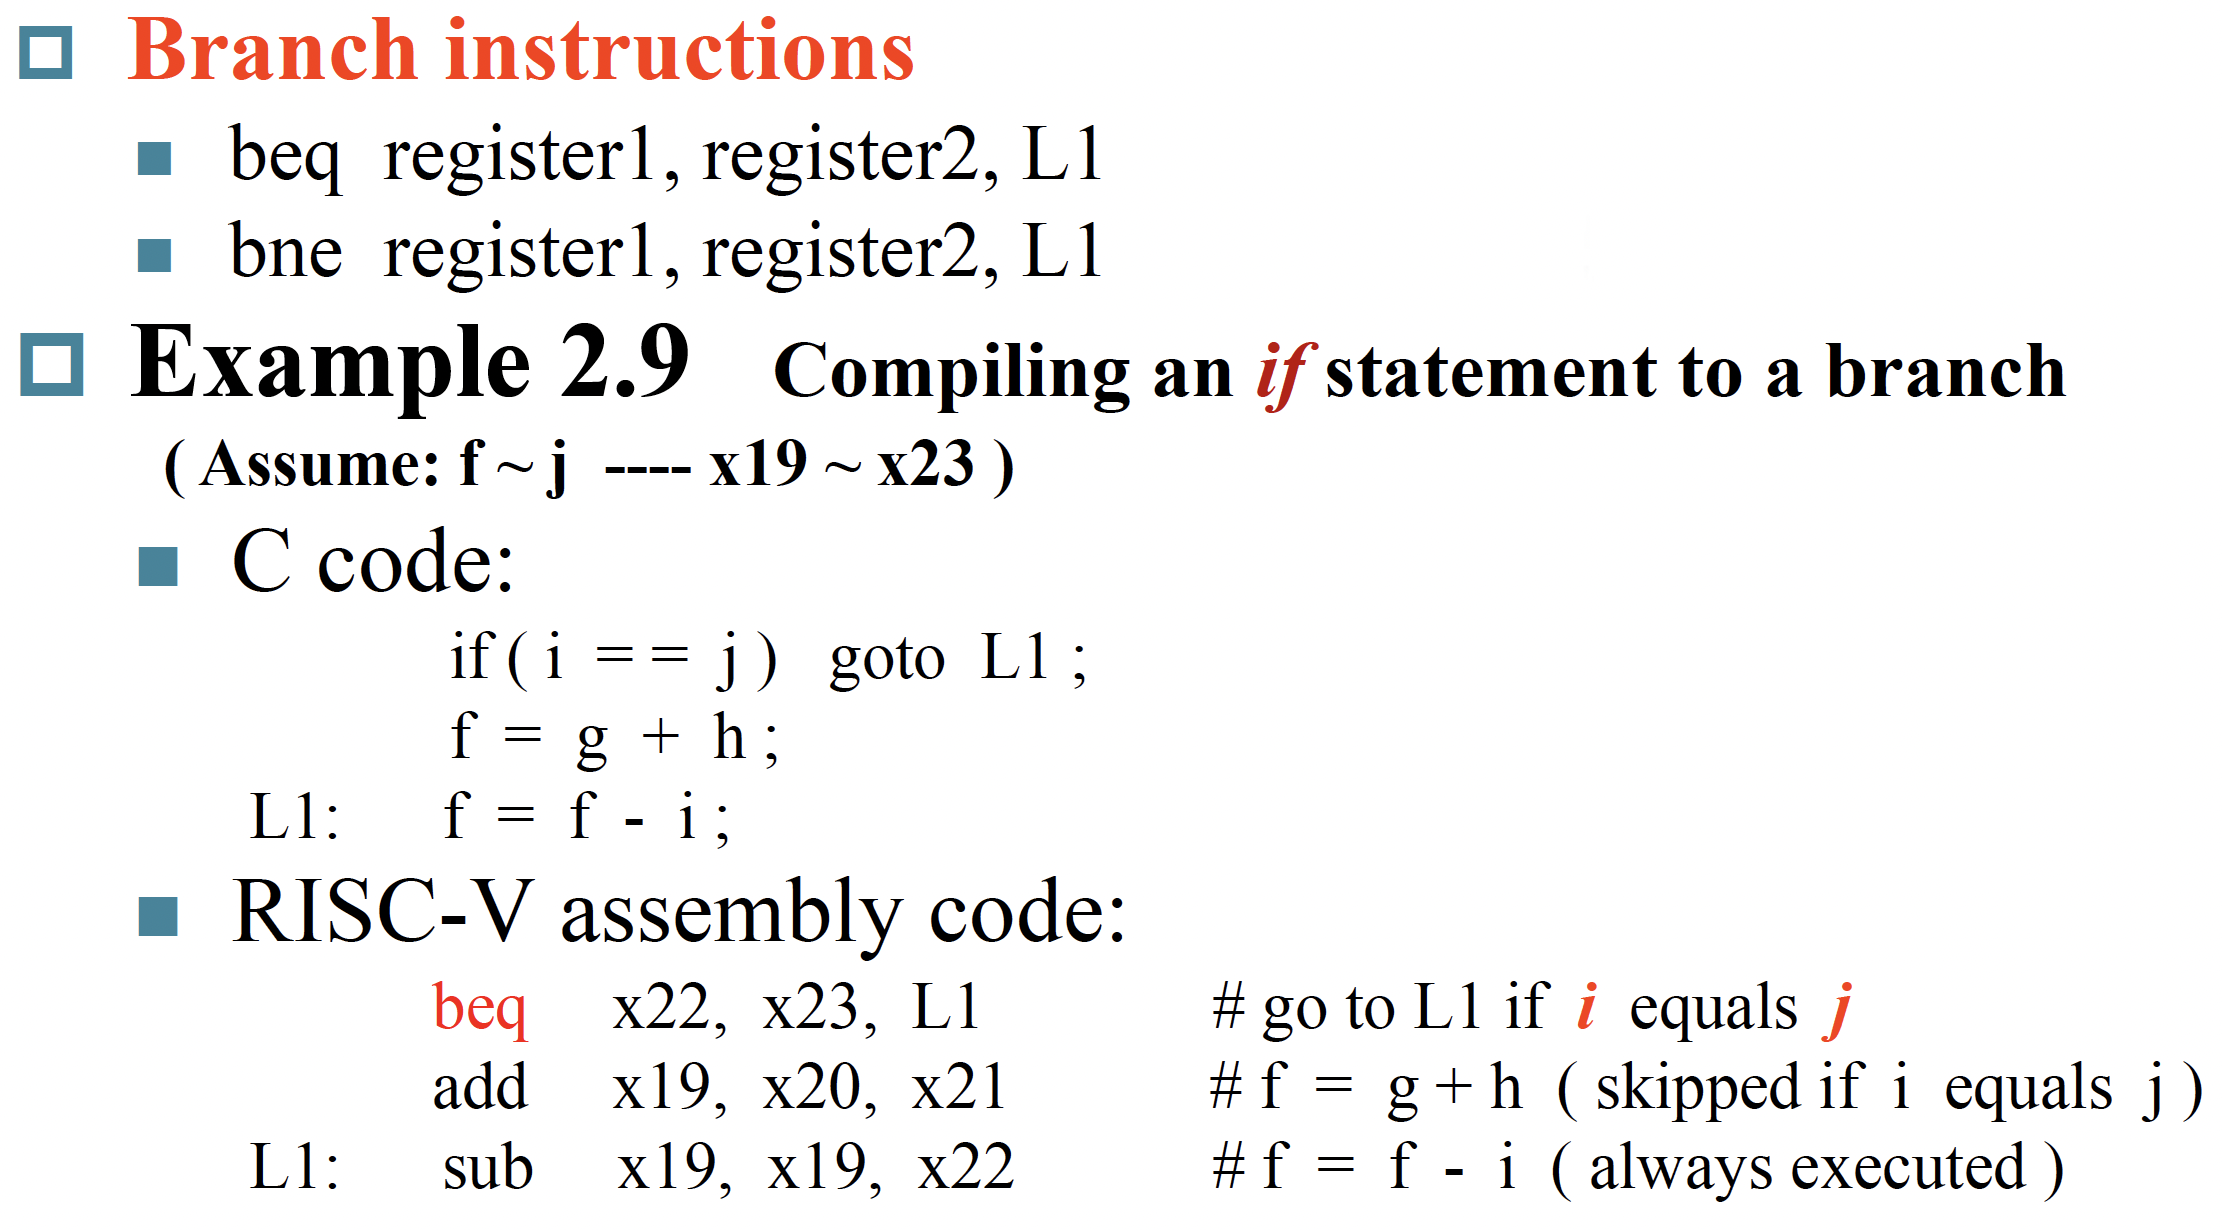 Branch instructions
beq register1, register2, L1
bne register1, register2, L1
Example 2.9 Compiling an if statement to a branch
( Assume: f ~ j ---- x19 ~ x23 )
C code:
if ( i = = j ) goto L1 ;
f = g + h ;
L1: f = f - i ;
RISC-V assembly code:
beq x22, x23, L1 # go to L1 if i equals j
add x19, x20, x21 # f = g + h ( skipped if i equals j )
L1: sub x19, x19, x22 # f = f - i ( always executed )